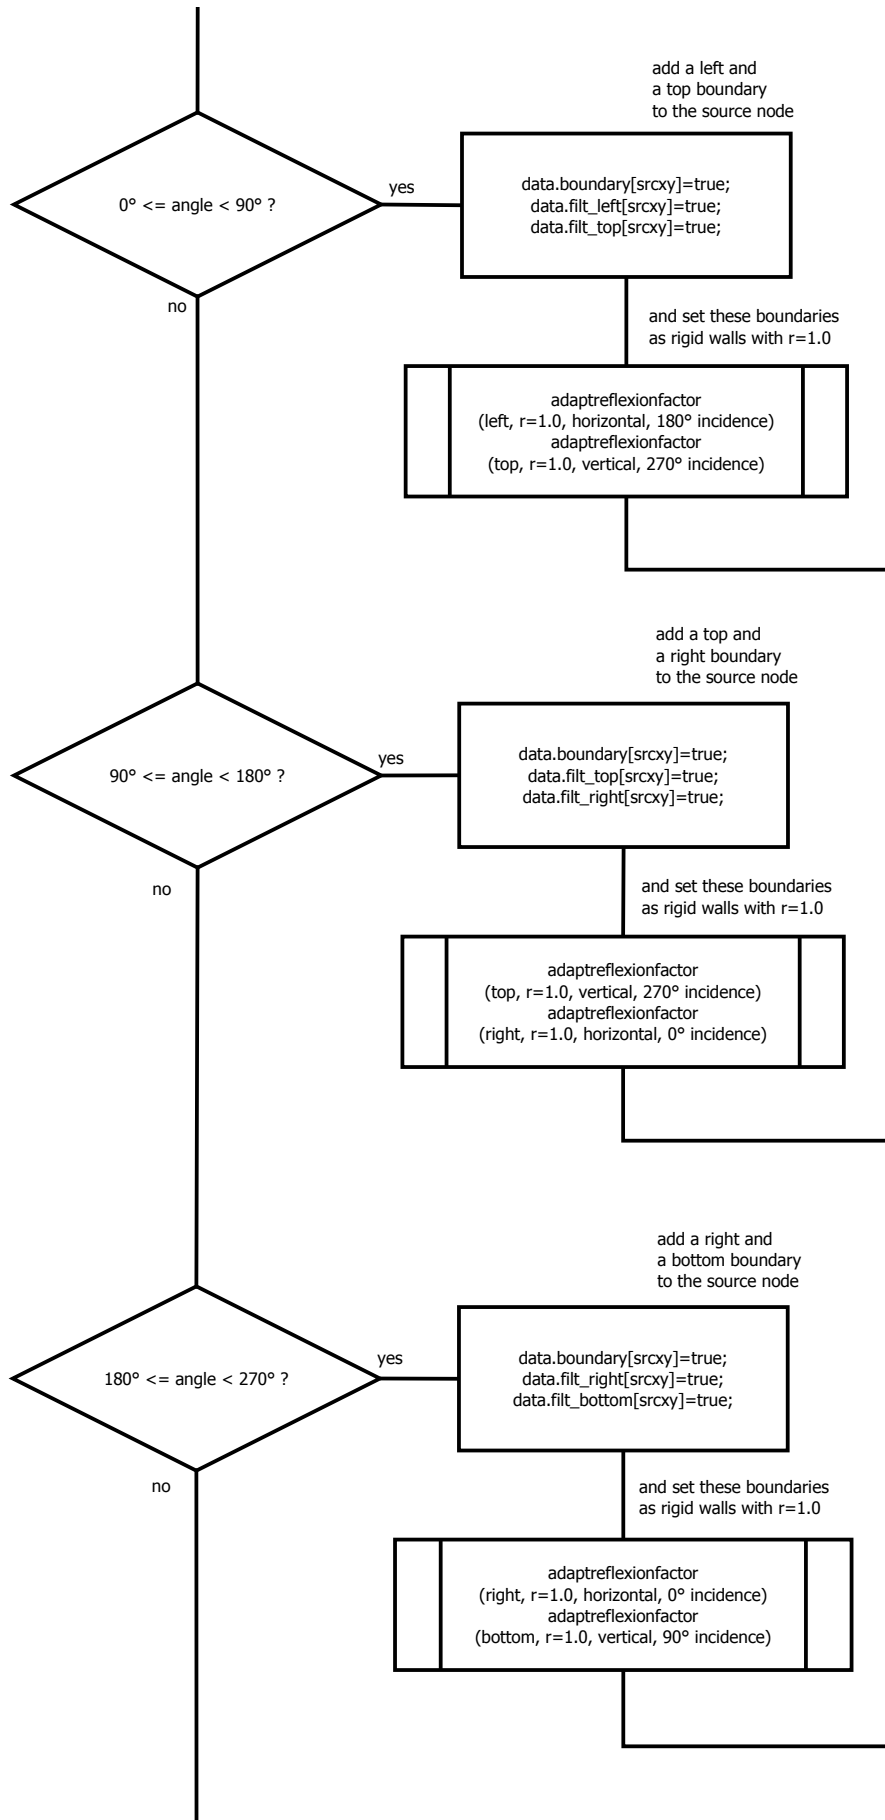 add a left and
a top boundary
to the source node
0° <= angle < 90° ?
yes
data.boundary[srcxy]=true;
data.filt_left[srcxy]=true;
data.filt_top[srcxy]=true;
no
and set these boundaries
as rigid walls with r=1.0
adaptreflexionfactor
(left, r=1.0, horizontal, 180° incidence)
adaptreflexionfactor
(top, r=1.0, vertical, 270° incidence)
add a top and
a right boundary
to the source node
90° <= angle < 180° ?
yes
data.boundary[srcxy]=true;
data.filt_top[srcxy]=true;
data.filt_right[srcxy]=true;
no
and set these boundaries
as rigid walls with r=1.0
adaptreflexionfactor
(top, r=1.0, vertical, 270° incidence)
adaptreflexionfactor
(right, r=1.0, horizontal, 0° incidence)
add a right and
a bottom boundary
to the source node
180° <= angle < 270° ?
yes
data.boundary[srcxy]=true;
data.filt_right[srcxy]=true;
data.filt_bottom[srcxy]=true;
no
and set these boundaries
as rigid walls with r=1.0
adaptreflexionfactor
(right, r=1.0, horizontal, 0° incidence)
adaptreflexionfactor
(bottom, r=1.0, vertical, 90° incidence)